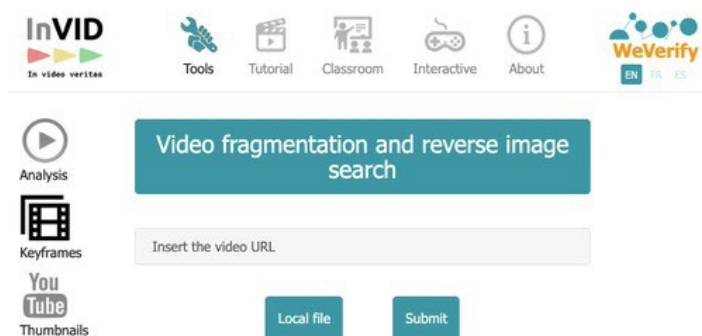 InVID
In video veritas
Tools
Tutorial
Classroom
Interactive
About
WeVerify
EN FR ES
Video fragmentation and reverse image
search
Analysis
Keyframes
Insert the video URL
You
Tube
Thumbnails
Local file
Submit